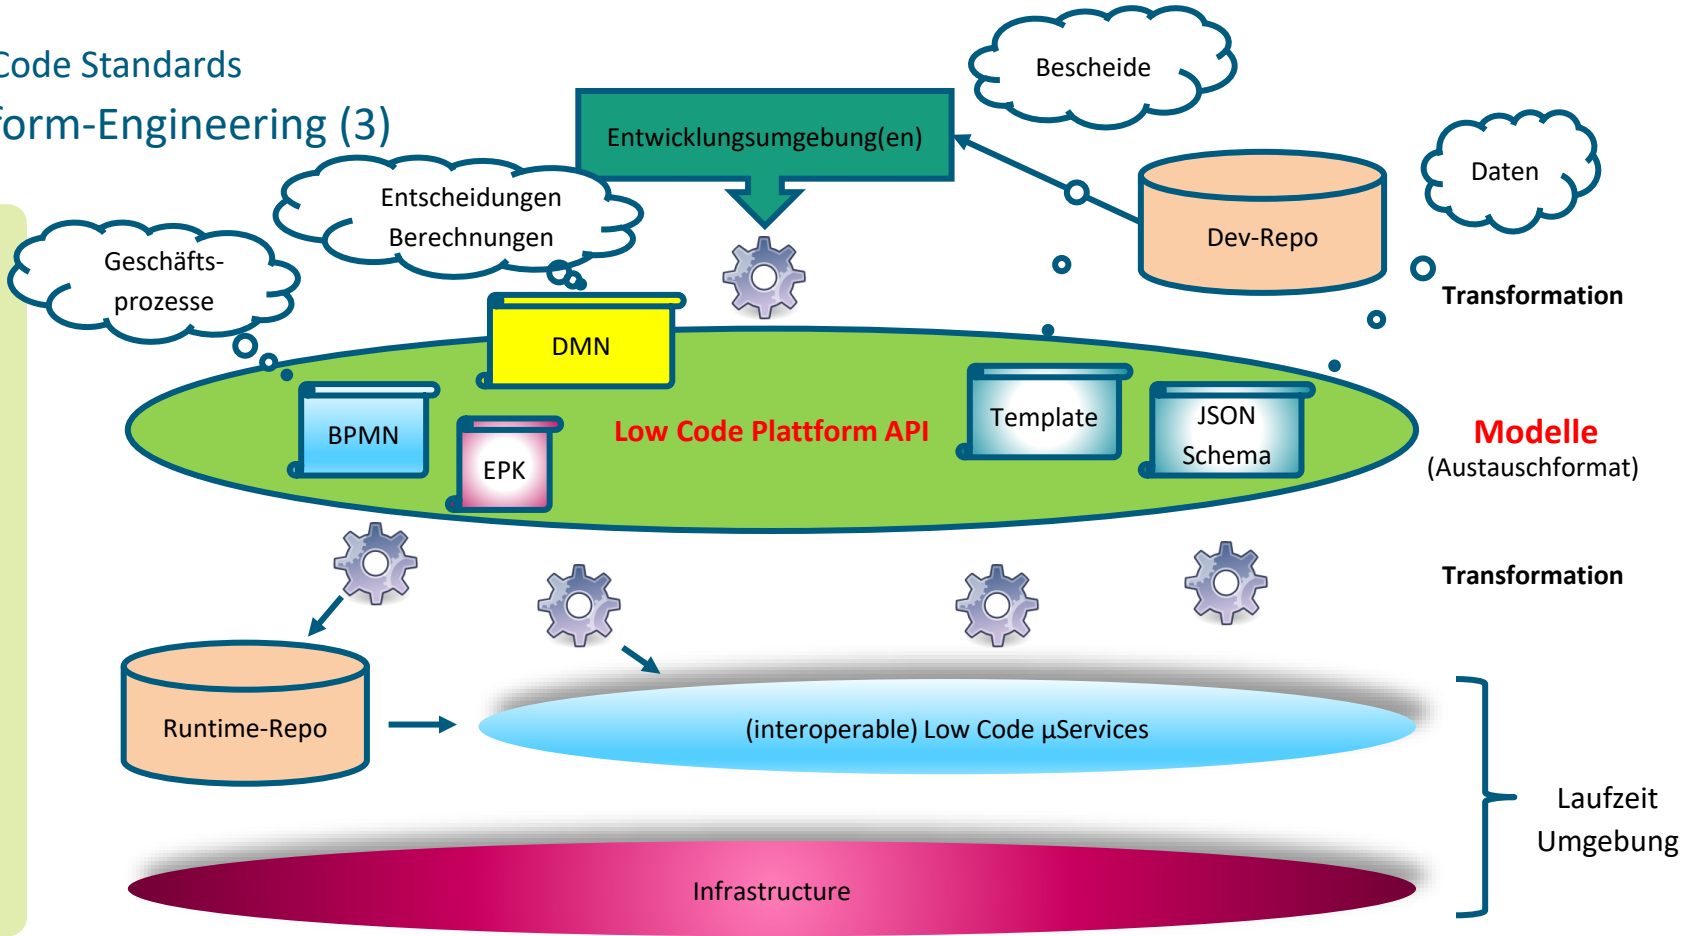 Code Standards
form-Engineering (3)
Bescheide
Entwicklungsumgebung(en)
Daten
Entscheidungen
Berechnungen
Dev-Repo
Geschäfts-
prozesse
Transformation
DMN
BPMN
EPK
Low Code Plattform API
Template
JSON
Schema
Modelle
(Austauschformat)
Transformation
Runtime-Repo
(interoperable) Low Code µServices
Laufzeit
Umgebung
Infrastructure